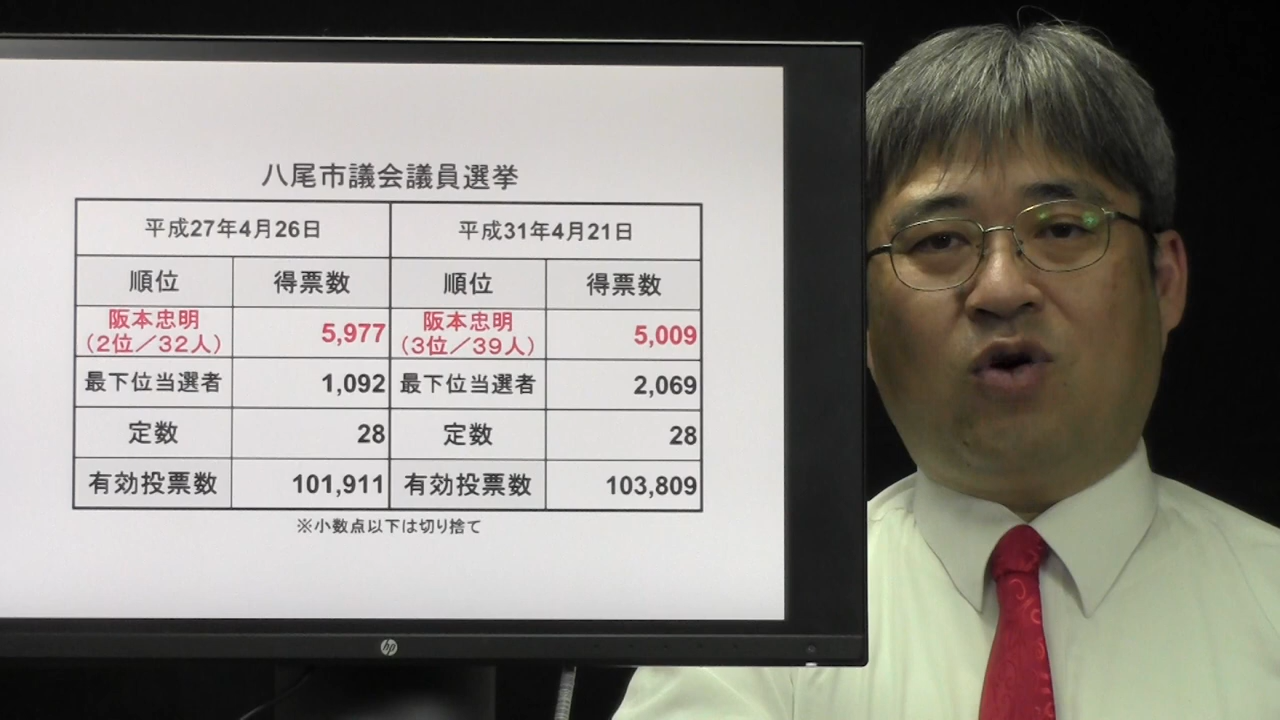 八尾市議会議員選挙
平成27年4月26日 平成31年4月21日
順位 得票数 順位 得票数
阪本忠明 5,977 阪本忠明 5,009
（2位／32人） （3位／39人）
最下位当選者 1,092 最下位当選者 2,069
定数 28 定数 28
有効投票数 101,911 有効投票数 103,809
※小数点以下は切り捨て
hp